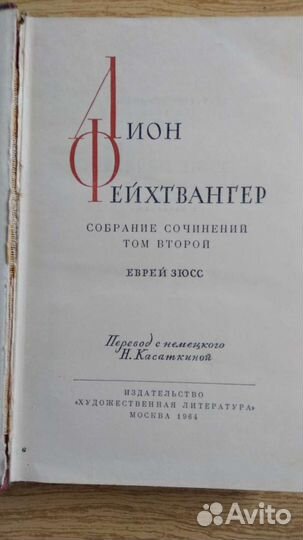 Лион
Фейхтвангер
СОБРАНИЕ СОЧИНЕНИЙ
ТОМ ВТОРОЙ
ЕВРЕЙ ЗЮСС
Перевод с немецкого
Н. Касаткиной
ИЗДАТЕЛЬСТВО
«ХУДОЖЕСТВЕННАЯ ЛИТЕРАТУРА»
МОСКВА 1964
Avito